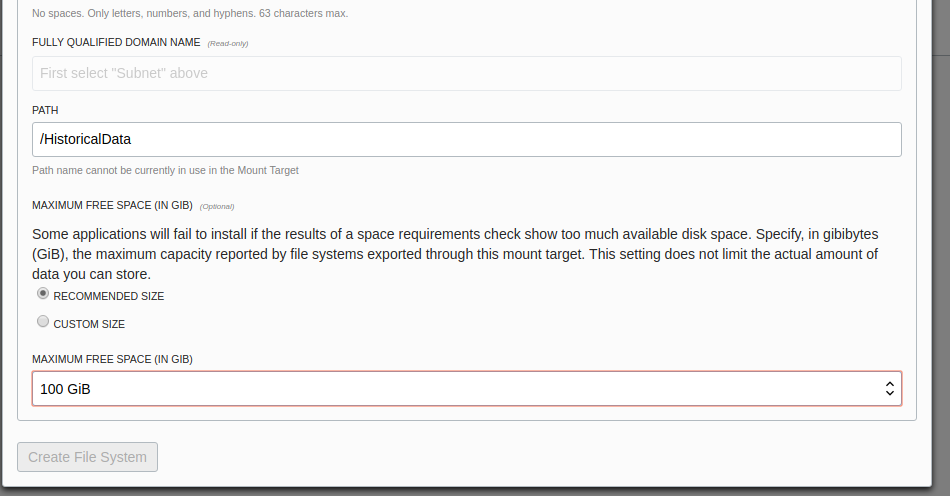 No spaces. Only letters, numbers, and hyphens. 63 characters max.
FULLY QUALIFIED DOMAIN NAME (Read-only)
First select "Subnet" above
PATH
/HistoricalData
Path name cannot be currently in use in the Mount Target
MAXIMUM FREE SPACE (IN GIB) (Optional)
Some applications will fail to install if the results of a space requirements check show too much available disk space. Specify, in gibibytes
(GiB), the maximum capacity reported by file systems exported through this mount target. This setting does not limit the actual amount of
data you can store.
RECOMMENDED SIZE
CUSTOM SIZE
MAXIMUM FREE SPACE (IN GIB)
100 GiB
Create File System